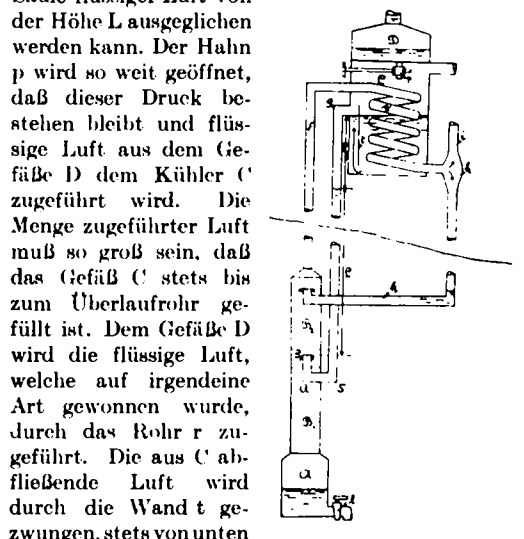 Säule flüssiger Luft von
der Höhe L ausgeglichen
werden kann. Der Hahn
p wird so weit geöffnet,
daß dieser Druck be-
stehen bleibt und flüs-
sige Luft aus dem Ge-
fäße D dem Kühler C
zugeführt wird. Die
Menge zugeführter Luft
muß so groß sein, daß
das Gefäß C stets bis
zum Überlaufrohr ge-
füllt ist. Dem Gefäße D
wird die flüssige Luft,
welche auf irgendeine
Art gewonnen wurde,
durch das Rohr r zu-
geführt. Die aus C ab-
fließende Luft wird
durch die Wand t ge-
zwungen, stets von unten
D
h
S
a
B
a